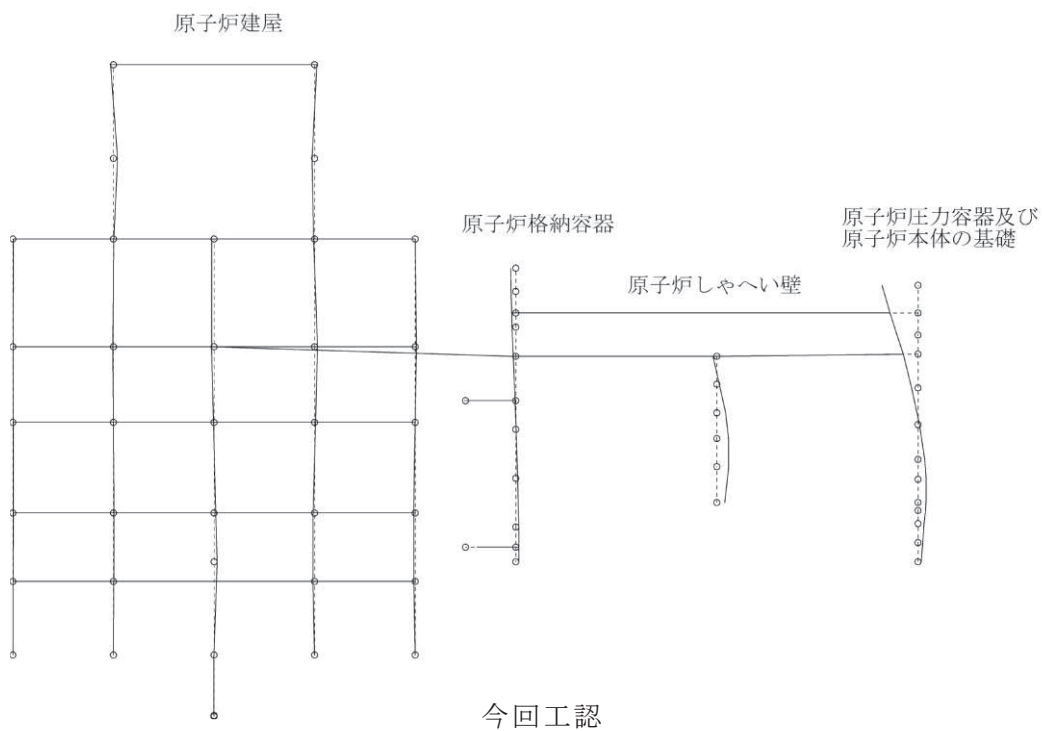 原子炉建屋
原子炉格納容器
原子炉しゃへい壁
原子炉圧力容器及び
原子炉本体の基礎
今回工認